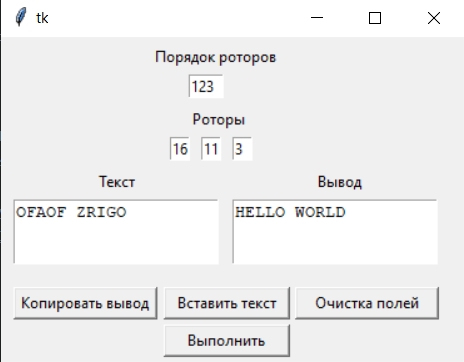 tk
Порядок роторов
123
Роторы
16 11 3
Текст Вывод
OFAOF ZRIGO HELLO WORLD
Копировать вывод Вставить текст Очистка полей
Выполнить